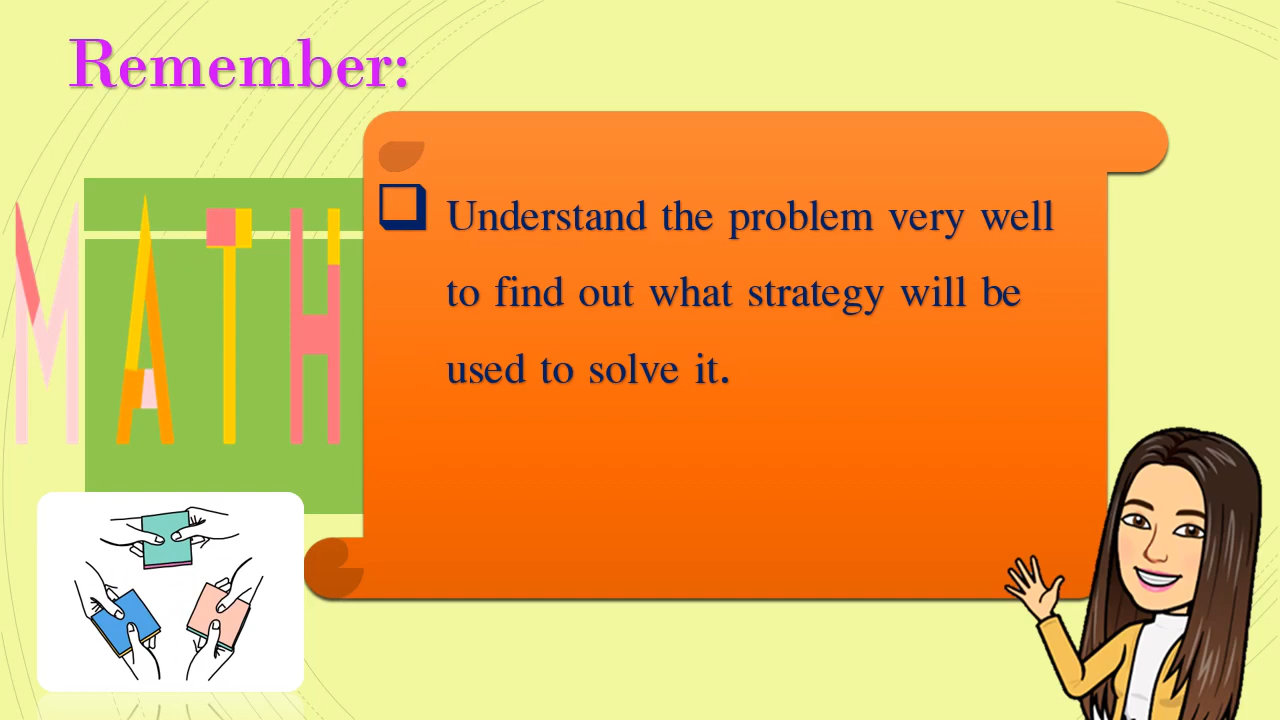 Remember:
MATH
❑ Understand the problem very well
to find out what strategy will be
used to solve it.